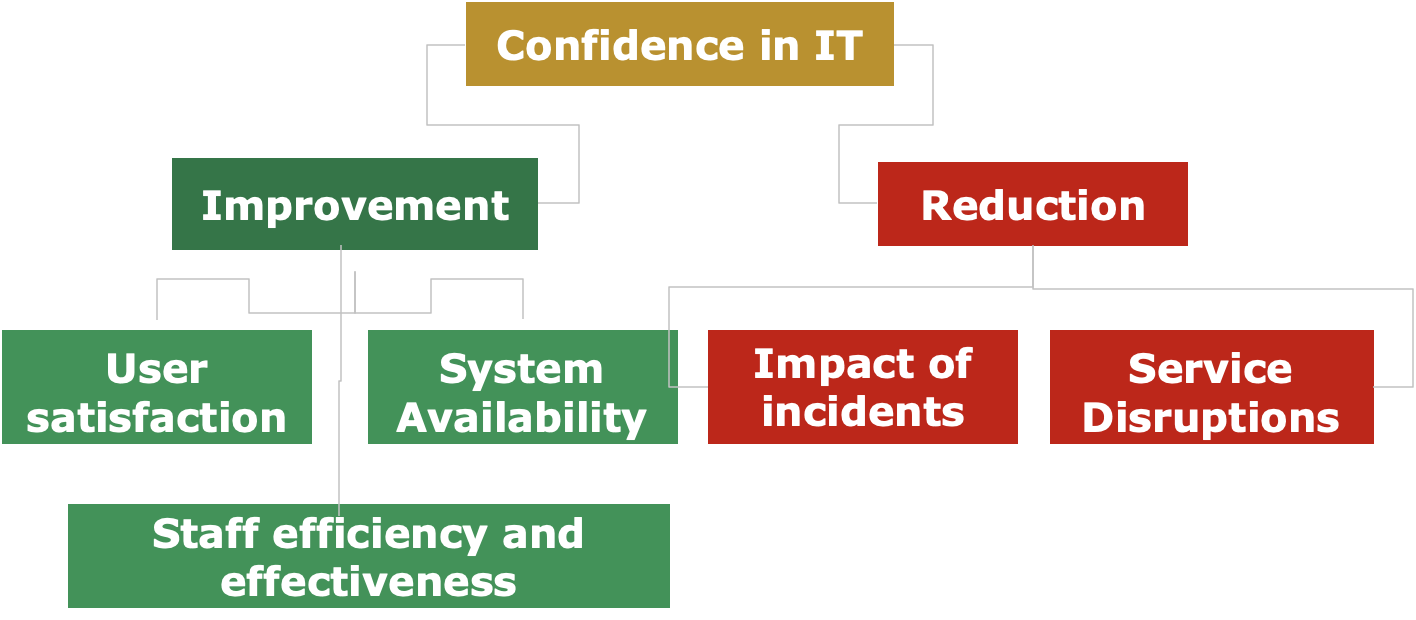 Confidence in IT
Improvement
Reduction
User
satisfaction
System
Availability
Impact of
incidents
Service
Disruptions
Staff efficiency and
effectiveness